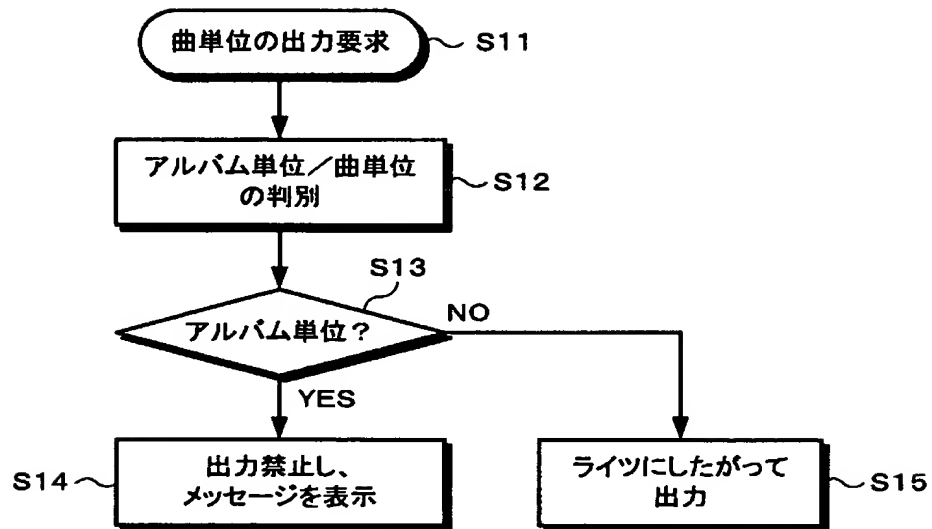 曲単位の出力要求
S11
アルバム単位／曲単位
の判別
S12
S13
アルバム単位？
NO
YES
出力禁止し、
メッセージを表示
S14
ライツにしたがって
出力
S15